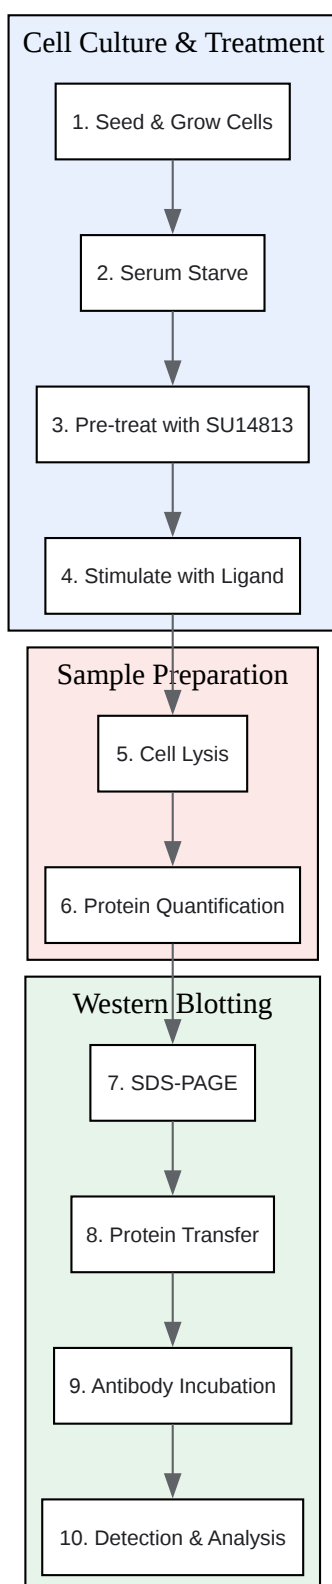 Cell Culture & Treatment
1. Seed & Grow Cells
2. Serum Starve
3. Pre-treat with SU14813
4. Stimulate with Ligand
Sample Preparation
5. Cell Lysis
6. Protein Quantification
Western Blotting
7. SDS-PAGE
8. Protein Transfer
9. Antibody Incubation
10. Detection & Analysis